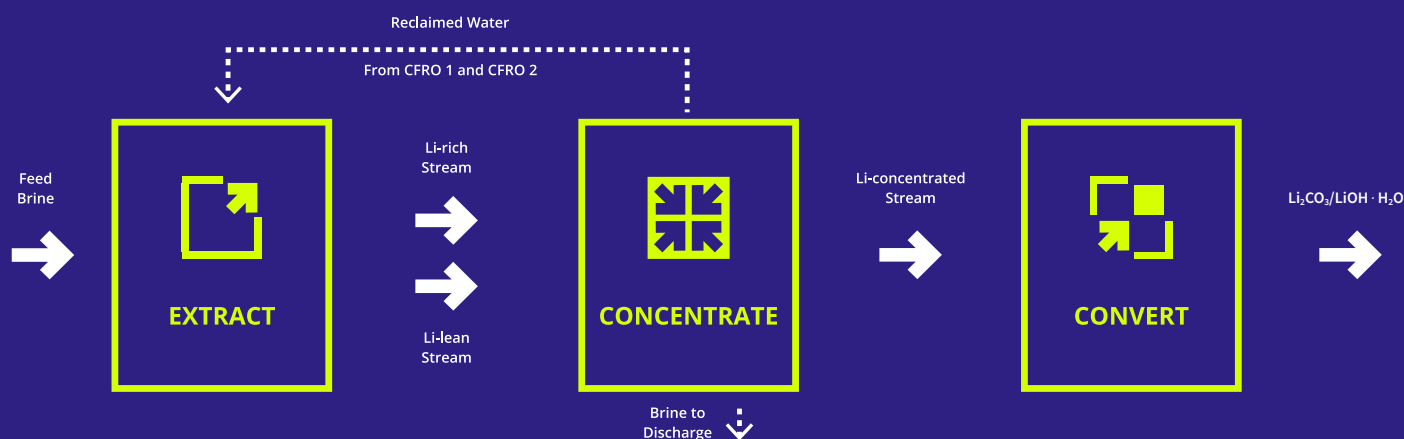 Reclaimed Water
From CFRO 1 and CFRO 2
Feed
Brine
EXTRACT
Li-rich
Stream
Li-lean
Stream
CONCENTRATE
Brine to
Discharge
Li-concentrated
Stream
CONVERT
Li₂CO₃/LiOH · H₂O